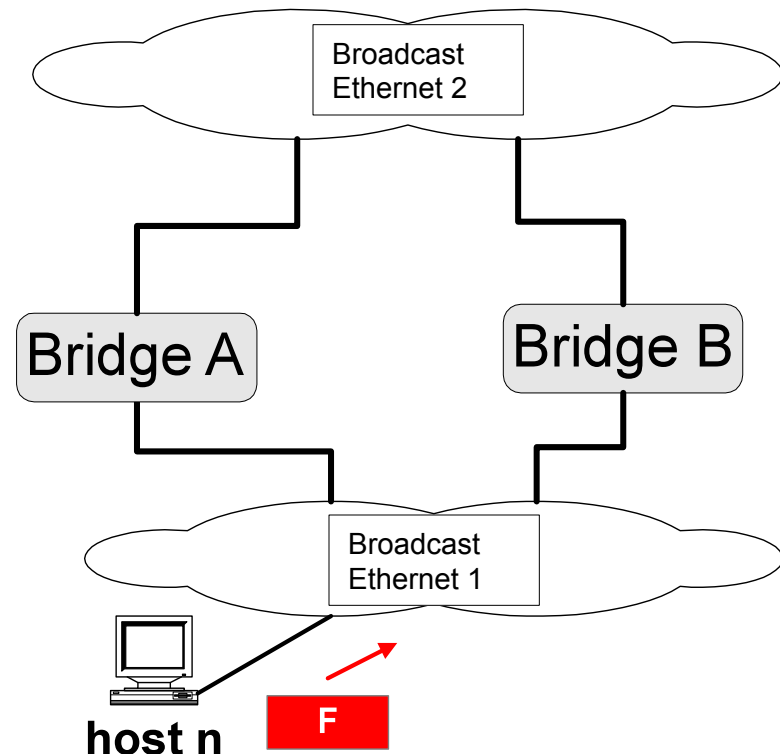 Broadcast
Ethernet 2
Bridge A
Bridge B
Broadcast
Ethernet 1
F
host n